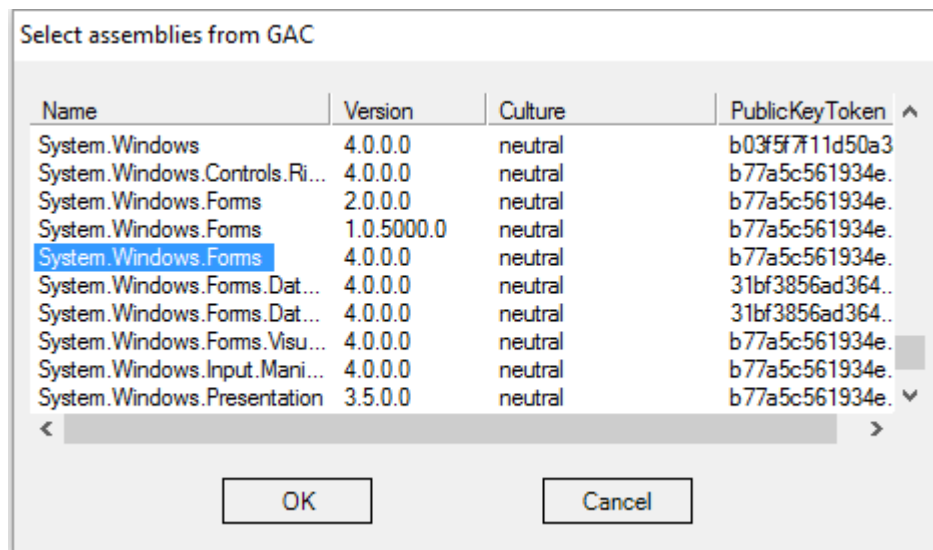 Select assemblies from GAC
Name Version Culture PublicKeyToken
System.Windows 4.0.0.0 neutral b03f5f7f11d50a3
System.Windows.Controls.Ri... 4.0.0.0 neutral b77a5c561934e.
System.Windows.Forms 2.0.0.0 neutral b77a5c561934e.
System.Windows.Forms 1.0.5000.0 neutral b77a5c561934e.
System.Windows.Forms 4.0.0.0 neutral b77a5c561934e.
System.Windows.Forms.Dat... 4.0.0.0 neutral 31bf3856ad364..
System.Windows.Forms.Dat... 4.0.0.0 neutral 31bf3856ad364..
System.Windows.Forms.Visu... 4.0.0.0 neutral b77a5c561934e.
System.Windows.Input.Mani... 4.0.0.0 neutral b77a5c561934e.
System.Windows.Presentation 3.5.0.0 neutral b77a5c561934e.
OK Cancel